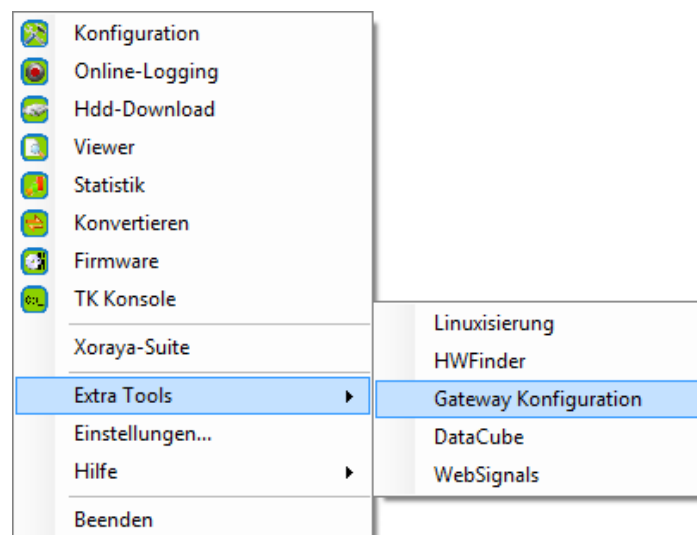 Konfiguration
Online-Logging
Hdd-Download
Viewer
Statistik
Konvertieren
Firmware
TK Konsole
Xoraya-Suite
Extra Tools
Einstellungen...
Hilfe
Beenden
Linuxisierung
HWFinder
Gateway Konfiguration
DataCube
WebSignals